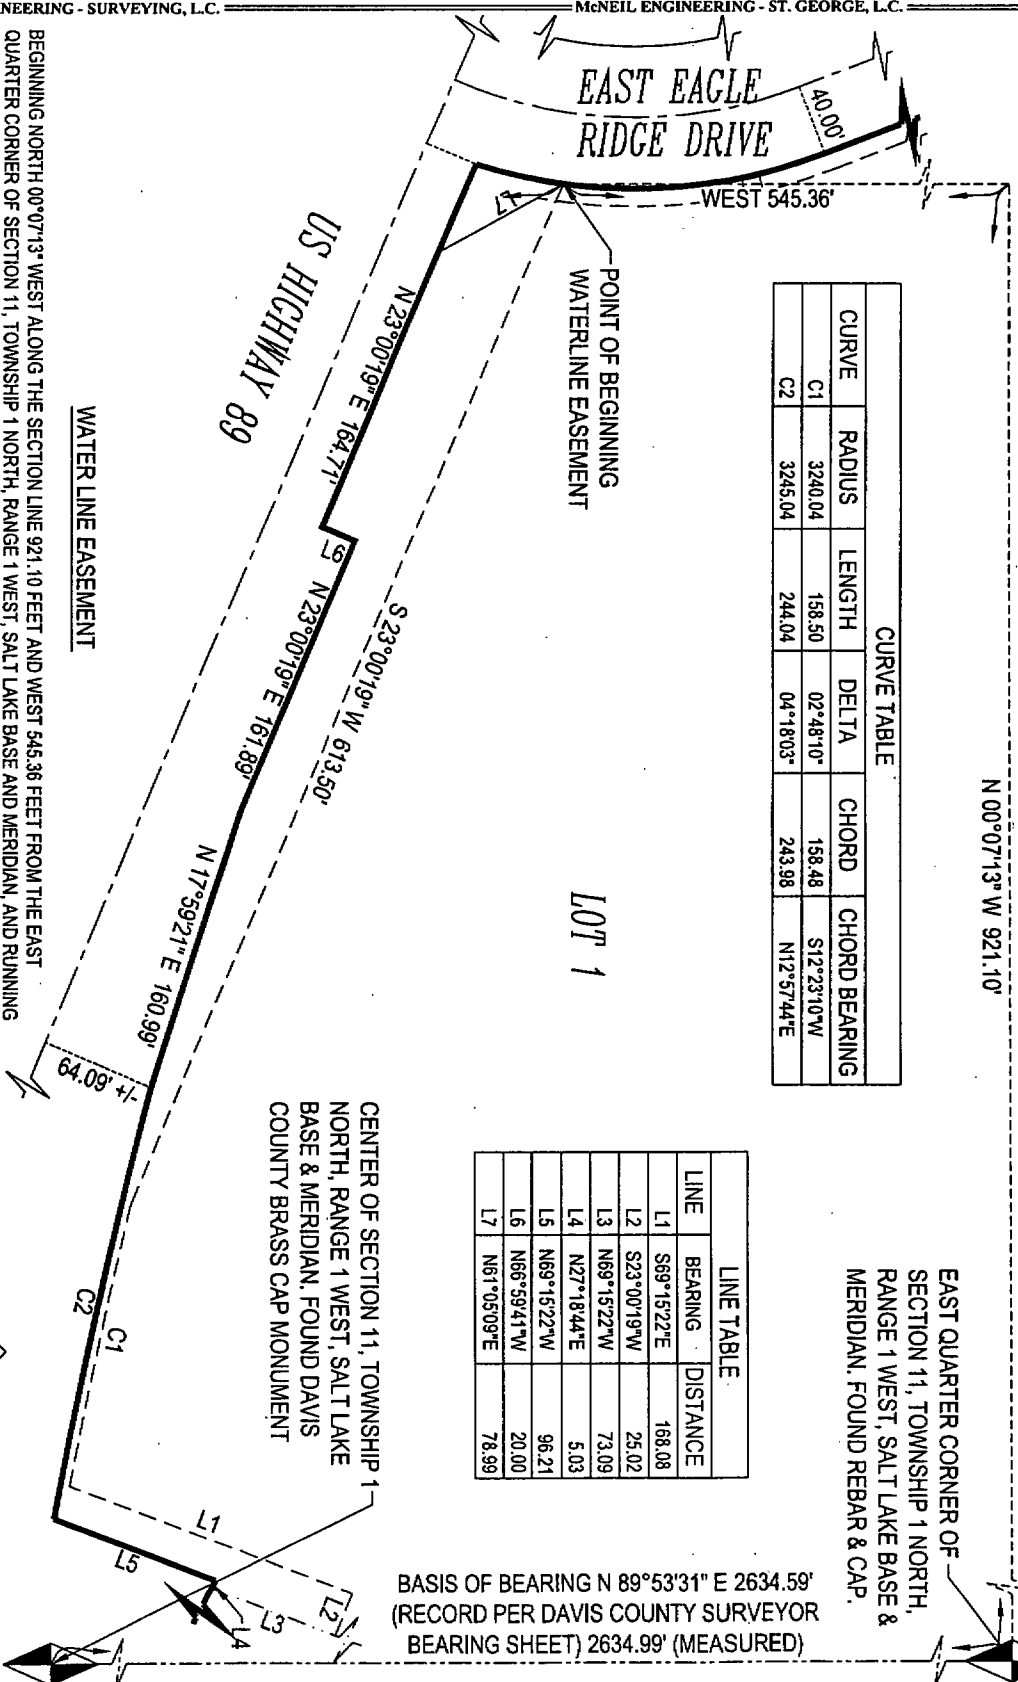 NEERING - SURVEYING, L.C.
McNEIL ENGINEERING - ST. GEORGE, L.C.
EAST EAGLE
RIDGE DRIVE
40.00'
WEST 545.36'
L7
US HIGHWAY 89
POINT OF BEGINNING
WATERLINE EASEMENT
N 23°00'19" E 164.71'
L6
N 23°00'19" E 161.89'
S 23°00'19" W 613.50'
N 17°59'21" E 160.99'
64.09' +/-
N 00°07'13" W 921.10'
CURVE TABLE
CURVE RADIUS LENGTH DELTA CHORD CHORD BEARING
C1 3240.04 158.50 02°48'10" 158.48 S12°23'10"W
C2 3245.04 244.04 04°18'03" 243.98 N12°57'44"E
LOT 1
LINE TABLE
LINE BEARING DISTANCE
L1 S69°15'22"E 168.08
L2 S23°00'19"W 25.02
L3 N69°15'22"W 73.09
L4 N27°18'44"E 5.03
L5 N69°15'22"W 96.21
L6 N66°59'41"W 20.00
L7 N61°05'09"E 78.99
EAST QUARTER CORNER OF
SECTION 11, TOWNSHIP 1 NORTH,
RANGE 1 WEST, SALT LAKE BASE &
MERIDIAN. FOUND REBAR & CAP.
CENTER OF SECTION 11, TOWNSHIP 1
NORTH, RANGE 1 WEST, SALT LAKE
BASE & MERIDIAN. FOUND DAVIS
COUNTY BRASS CAP MONUMENT
C1
C2
L1
L5
L2
L3
L4
BASIS OF BEARING N 89°53'31" E 2634.59'
(RECORD PER DAVIS COUNTY SURVEYOR
BEARING SHEET) 2634.99' (MEASURED)
WATER LINE EASEMENT
BEGINNING NORTH 00°07'13" WEST ALONG THE SECTION LINE 921.10 FEET AND WEST 545.36 FEET FROM THE EAST
QUARTER CORNER OF SECTION 11, TOWNSHIP 1 NORTH, RANGE 1 WEST, SALT LAKE BASE AND MERIDIAN, AND RUNNING